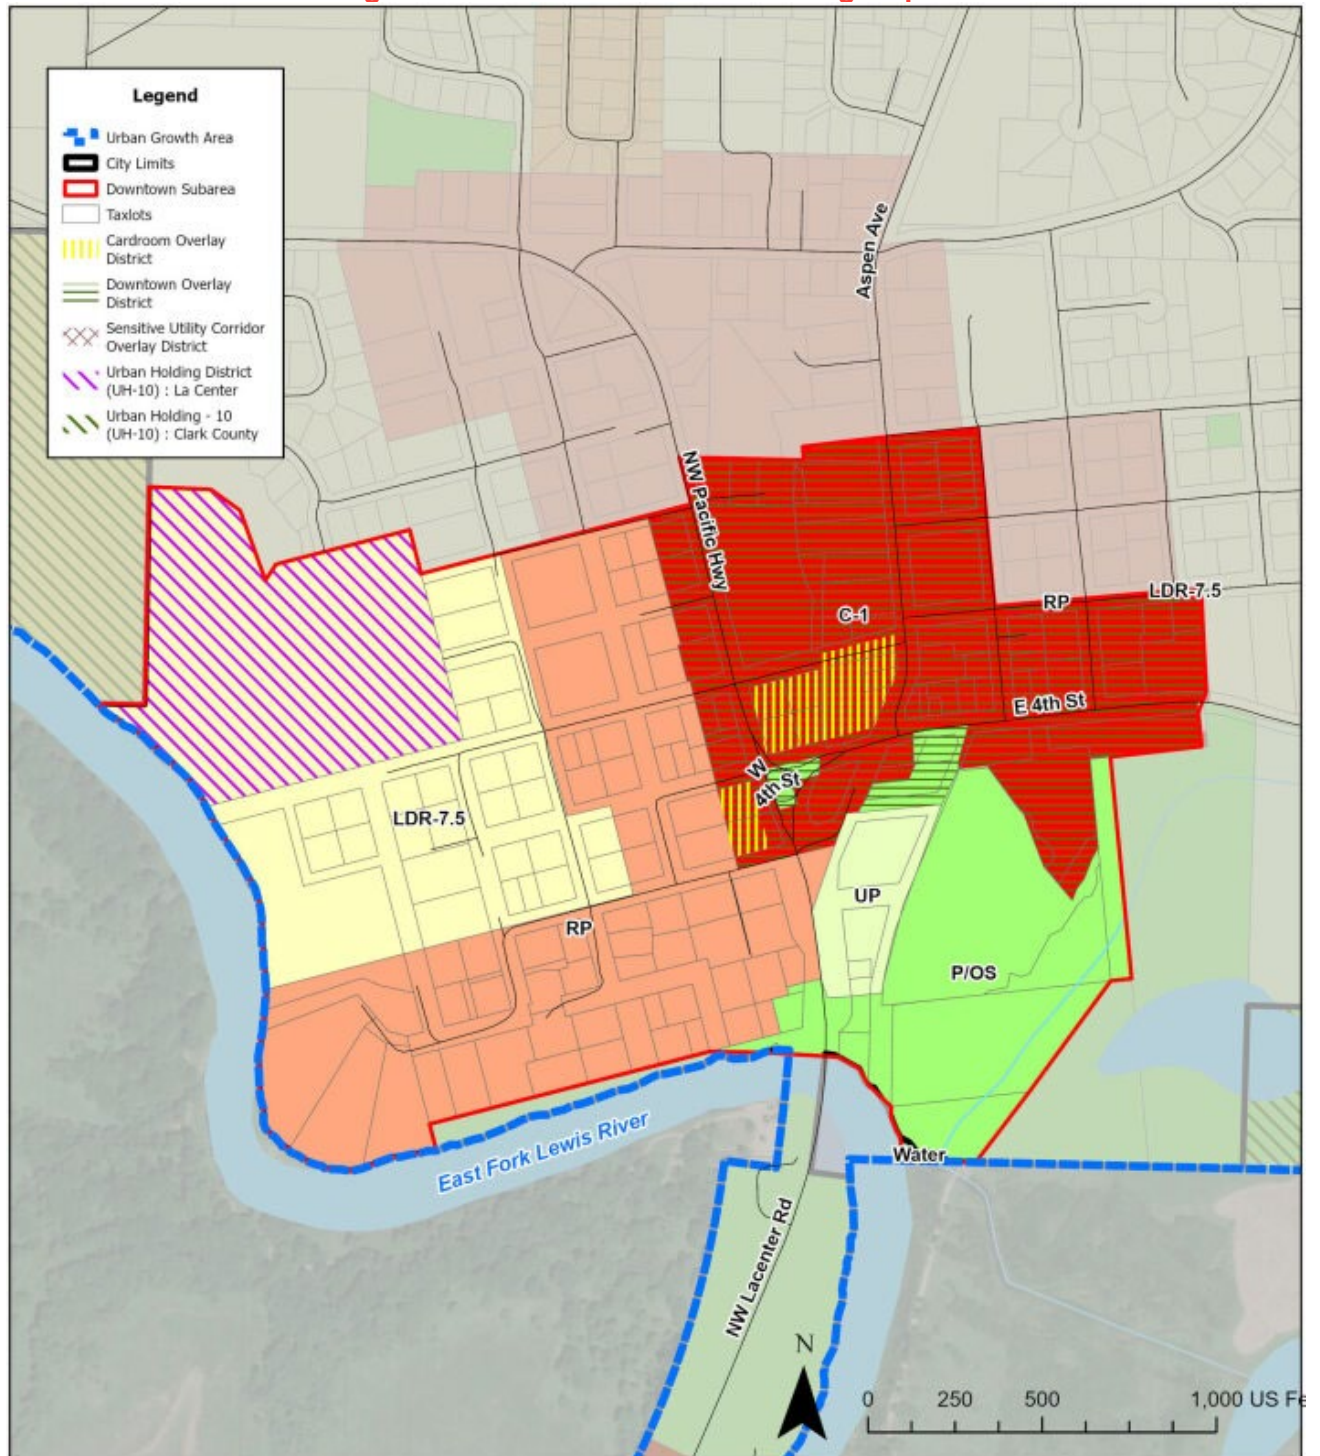 Legend
Urban Growth Area
City Limits
Downtown Subarea
Taxlots
Cardroom Overlay
District
Downtown Overlay
District
Sensitive Utility Corridor
Overlay District
Urban Holding District
(UH-10) : La Center
Urban Holding - 10
(UH-10) : Clark County
Aspen Ave
NW Pacific Hwy
C-1
RP
LDR-7.5
E 4th St
W
4th St
LDR-7.5
UP
RP
P/OS
East Fork Lewis River
Water
NW Lacenter Rd
N
0 250 500 1,000 US Fe